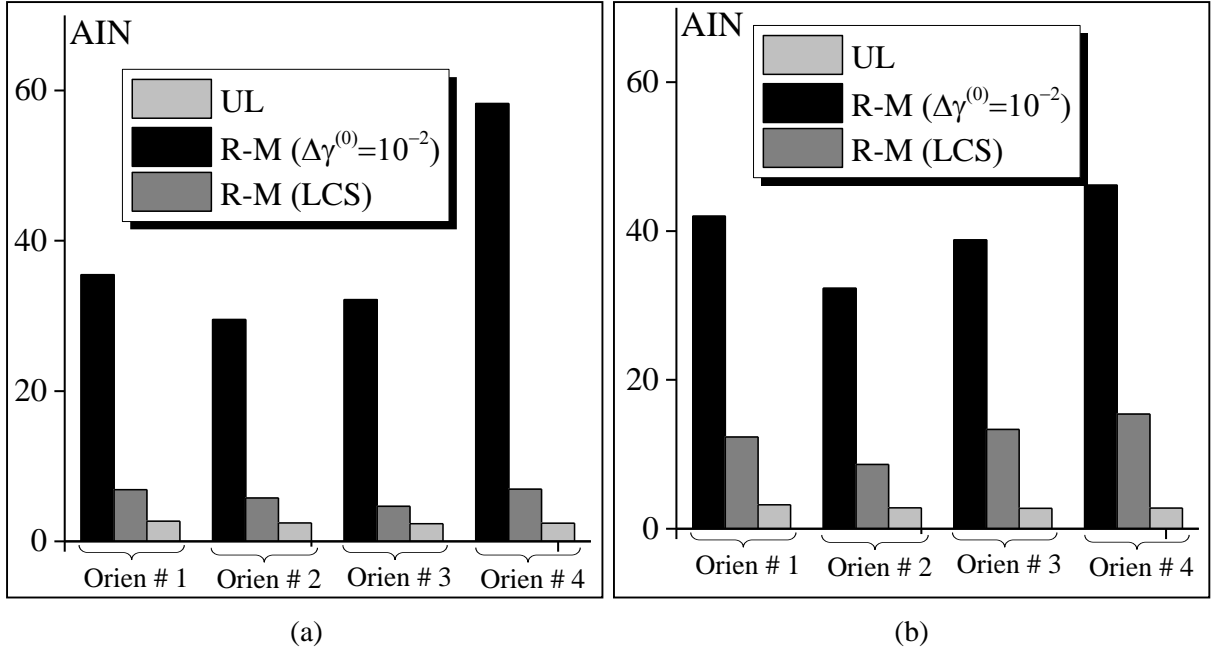 AIN
UL
R-M (Δγ⁽⁰⁾=10⁻²)
R-M (LCS)
60
40
20
0
Orien # 1 Orien # 2 Orien # 3 Orien # 4
(a)
AIN
UL
R-M (Δγ⁽⁰⁾=10⁻²)
R-M (LCS)
60
40
20
0
Orien # 1 Orien # 2 Orien # 3 Orien # 4
(b)